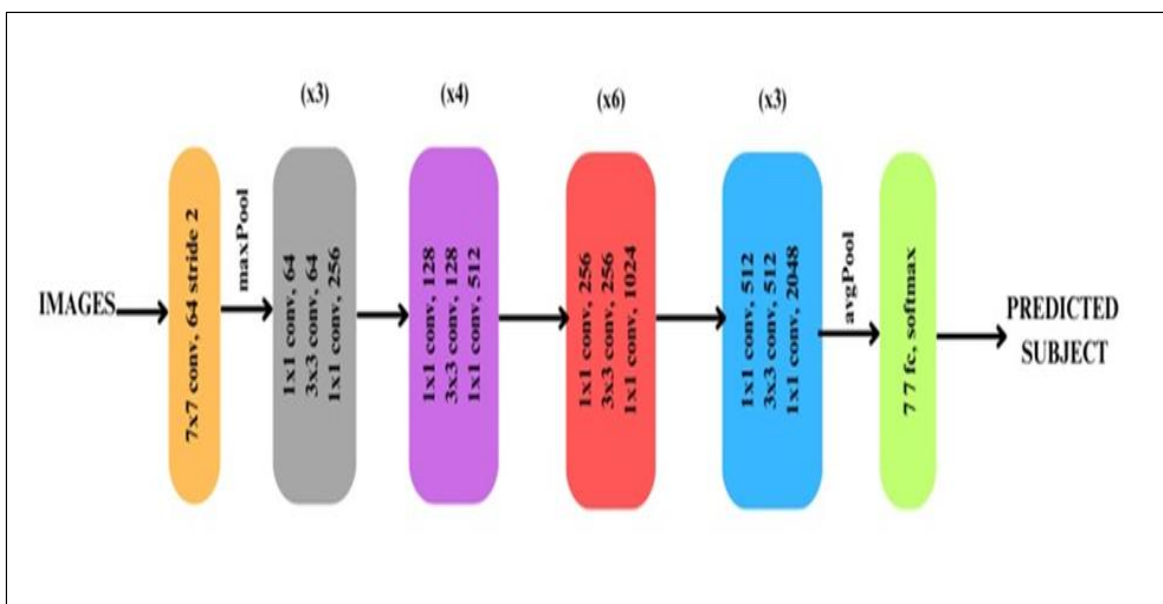 (x3)
(x4)
(x6)
(x3)
IMAGES
7x7 conv, 64 stride 2
maxPool
1x1 conv, 64
3x3 conv, 64
1x1 conv, 256
1x1 conv, 128
3x3 conv, 128
1x1 conv, 512
1x1 conv, 256
3x3 conv, 256
1x1 conv, 1024
1x1 conv, 512
3x3 conv, 512
1x1 conv, 2048
avgPool
7 7 fc, softmax
PREDICTED
SUBJECT